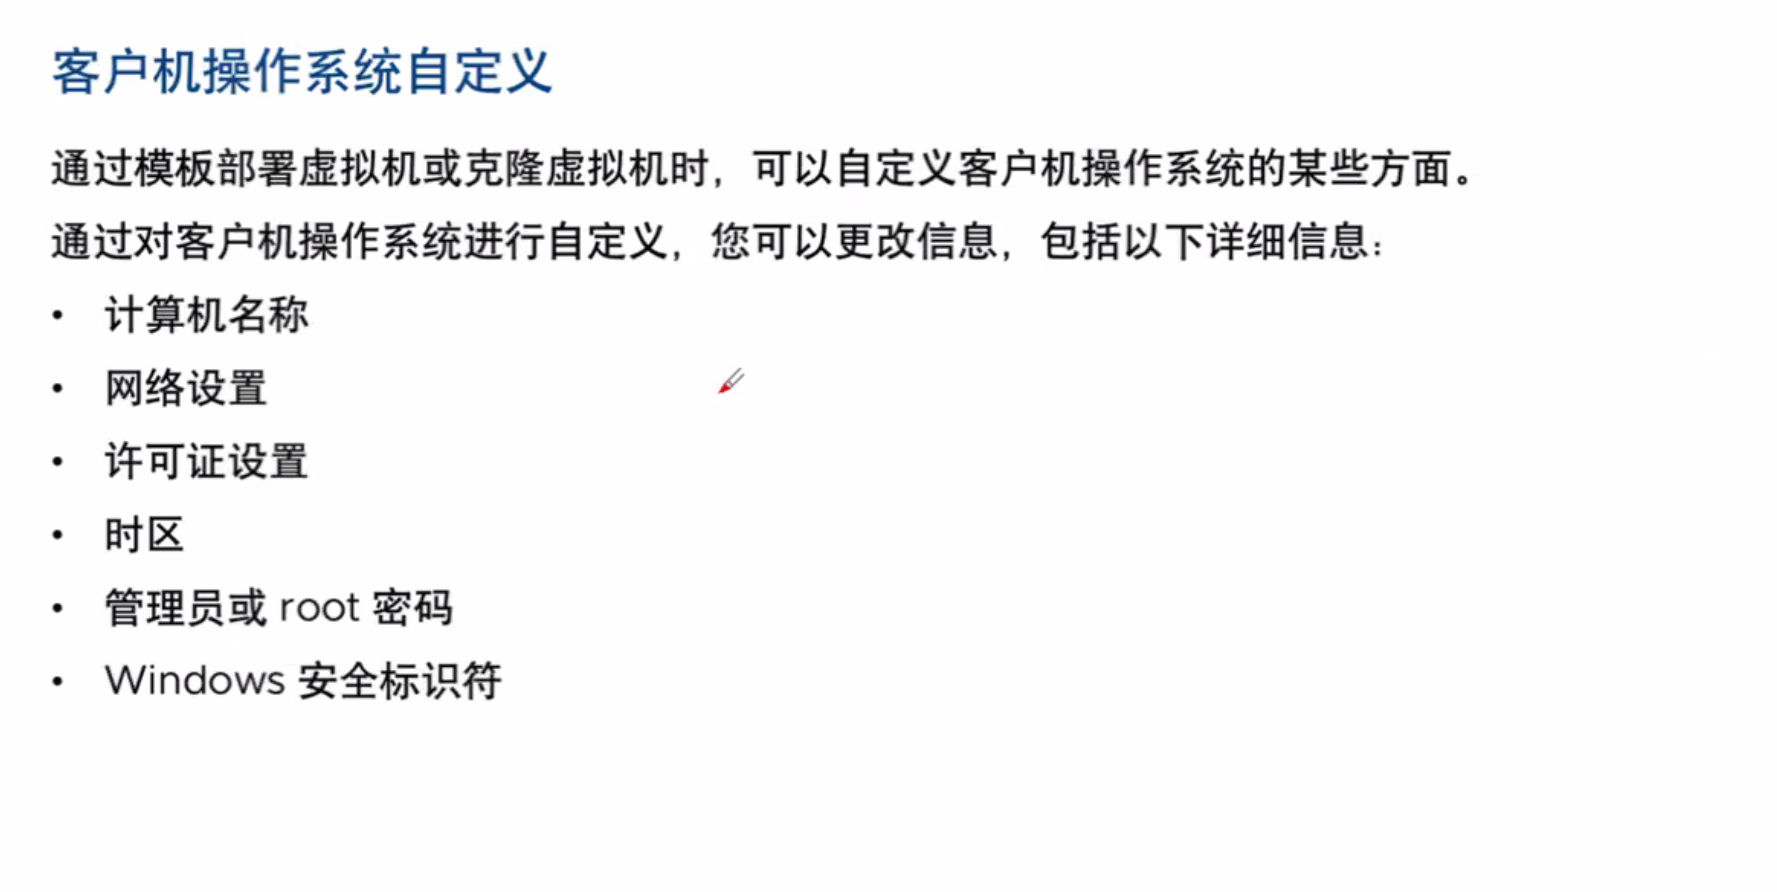 客户机操作系统自定义
通过模板部署虚拟机或克隆虚拟机时，可以自定义客户机操作系统的某些方面。
通过对客户机操作系统进行自定义，您可以更改信息，包括以下详细信息：
• 计算机名称
• 网络设置
• 许可证设置
• 时区
• 管理员或 root 密码
• Windows 安全标识符